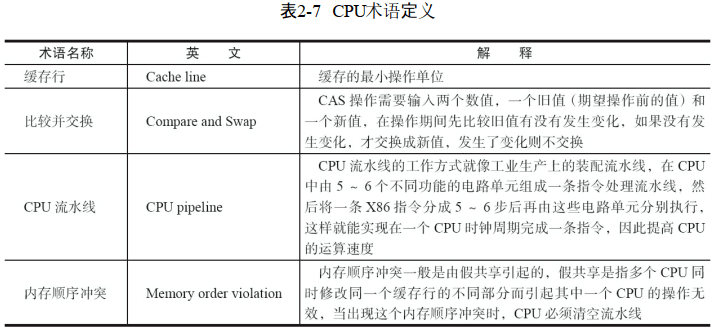 表2-7 CPU术语定义
术语名称 英 文 解 释
缓存行 Cache line 缓存的最小操作单位
比较并交换 Compare and Swap CAS 操作需要输入两个数值，一个旧值（期望操作前的值）和
一个新值，在操作期间先比较旧值有没有发生变化，如果没有发
生变化，才交换成新值，发生了变化则不交换
CPU 流水线 CPU pipeline CPU 流水线的工作方式就像工业生产上的装配流水线，在 CPU
中由 5 ~ 6 个不同功能的电路单元组成一条指令处理流水线，然
后将一条 X86 指令分成 5 ~ 6 步后再由这些电路单元分别执行，
这样就能实现在一个 CPU 时钟周期完成一条指令，因此提高 CPU
的运算速度
内存顺序冲突 Memory order violation 内存顺序冲突一般是由假共享引起的，假共享是指多个 CPU 同
时修改同一个缓存行的不同部分而引起其中一个 CPU 的操作无
效，当出现这个内存顺序冲突时，CPU 必须清空流水线